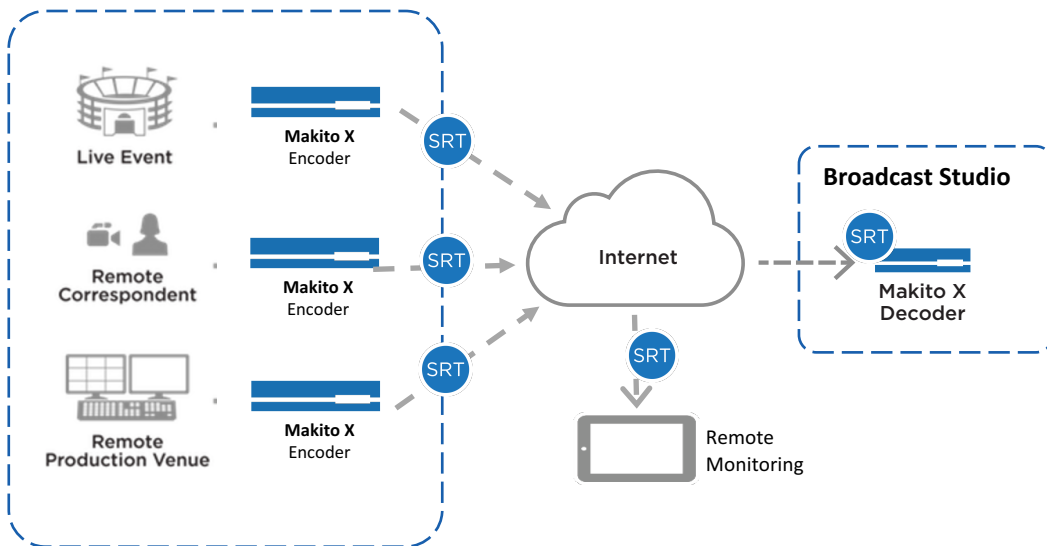 Live Event
Makito X
Encoder
SRT
Remote
Correspondent
Makito X
Encoder
SRT
Remote
Production Venue
Makito X
Encoder
SRT
Internet
SRT
Remote
Monitoring
Broadcast Studio
SRT
Makito X
Decoder